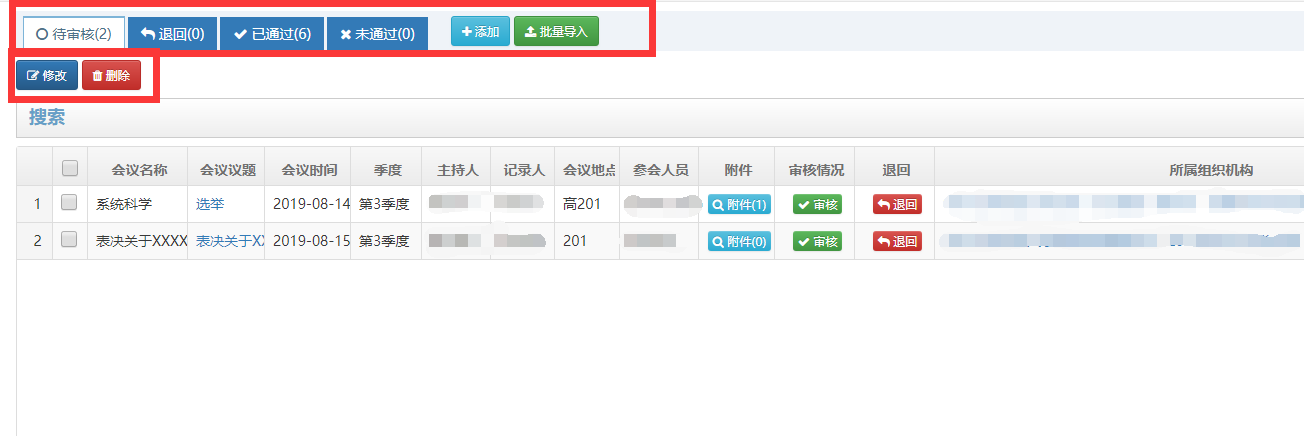 待审核(2) 退回(0) 已通过(6) 未通过(0) 添加 批量导入
修改 删除
搜索
会议名称 会议议题 会议时间 季度 主持人 记录人 会议地点 参会人员 附件 审核情况 退回 所属组织机构
1 系统科学 选举 2019-08-14 第3季度 高201 附件(1) 审核 退回
2 表决关于XXXX 表决关于XX 2019-08-15 第3季度 201 附件(0) 审核 退回